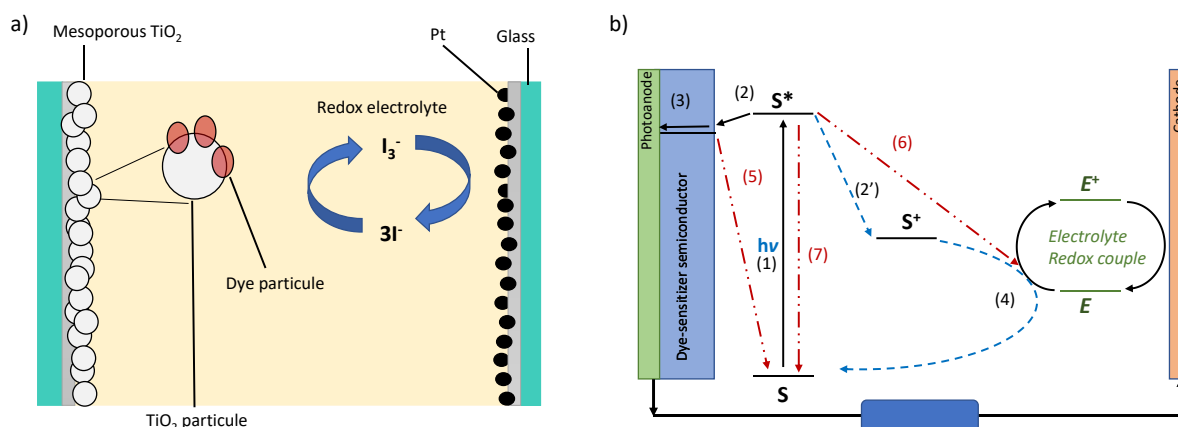 a)
Mesoporous TiO₂
Pt
Glass
Redox electrolyte
I₃⁻
3I⁻
Dye particule
TiO₂ particule
b)
Photoanode
Dye-sensitizer semiconductor
Cathode
(3)
(2)
S*
(6)
(5)
(2')
S⁺
hν
(1)
(7)
(4)
E⁺
Electrolyte
Redox couple
E
S